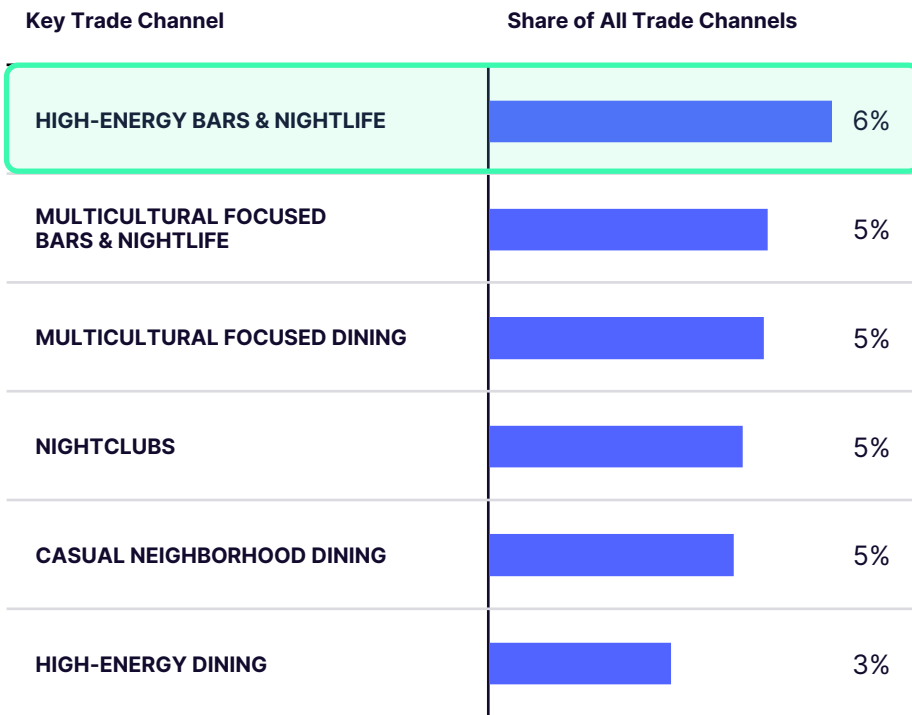 Key Trade Channel
Share of All Trade Channels
HIGH-ENERGY BARS & NIGHTLIFE
6%
MULTICULTURAL FOCUSED
BARS & NIGHTLIFE
5%
MULTICULTURAL FOCUSED DINING
5%
NIGHTCLUBS
5%
CASUAL NEIGHBORHOOD DINING
5%
HIGH-ENERGY DINING
3%